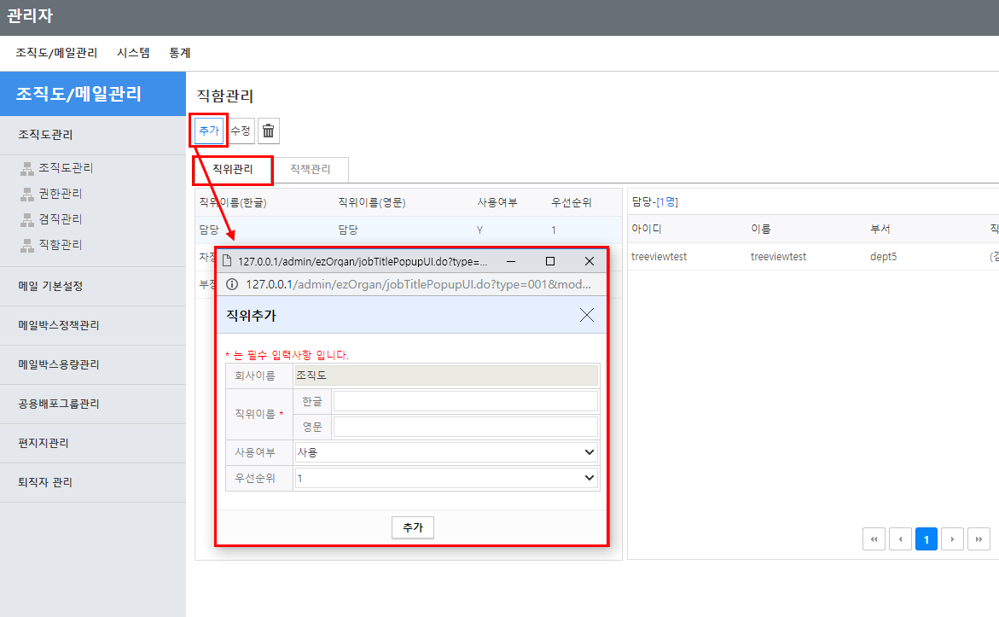 관리자
조직도/메일관리 시스템 통계
조직도/메일관리
조직도관리
조직도관리
권한관리
겸직관리
직함관리
메일 기본설정
메일박스정책관리
메일박스용량관리
공용배포그룹관리
편지지관리
퇴직자 관리
직함관리
추가 수정
직위관리 직책관리
직위이름(한글) 직위이름(영문) 사용여부 우선순위
담당 담당 Y 1
차장
부장
127.0.0.1/admin/ezOrgan/jobTitlePopupUI.do?type=...
127.0.0.1/admin/ezOrgan/jobTitlePopupUI.do?type=001&mod...
직위추가
* 는 필수 입력사항 입니다.
회사이름 조직도
직위이름 * 한글
영문
사용여부 사용
우선순위 1
추가
담당-[1명]
아이디 이름 부서
treeviewtest treeviewtest dept5
1